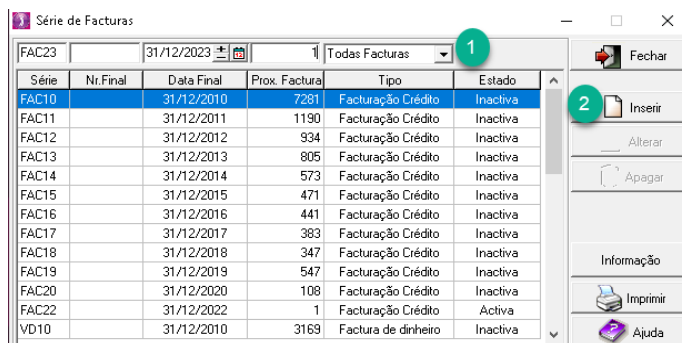 Série de Facturas
FAC23 31/12/2023 1 Todas Facturas 1 Fechar
Série Nr.Final Data Final Prox. Factura Tipo Estado
FAC10 31/12/2010 7281 Facturação Crédito Inactiva 2 Inserir
FAC11 31/12/2011 1190 Facturação Crédito Inactiva
FAC12 31/12/2012 934 Facturação Crédito Inactiva Alterar
FAC13 31/12/2013 805 Facturação Crédito Inactiva
FAC14 31/12/2014 573 Facturação Crédito Inactiva Apagar
FAC15 31/12/2015 471 Facturação Crédito Inactiva
FAC16 31/12/2016 441 Facturação Crédito Inactiva
FAC17 31/12/2017 383 Facturação Crédito Inactiva
FAC18 31/12/2018 347 Facturação Crédito Inactiva Informação
FAC19 31/12/2019 547 Facturação Crédito Inactiva
FAC20 31/12/2020 108 Facturação Crédito Inactiva Imprimir
FAC22 31/12/2022 1 Facturação Crédito Activa
VD10 31/12/2010 3169 Factura de dinheiro Inactiva Ajuda